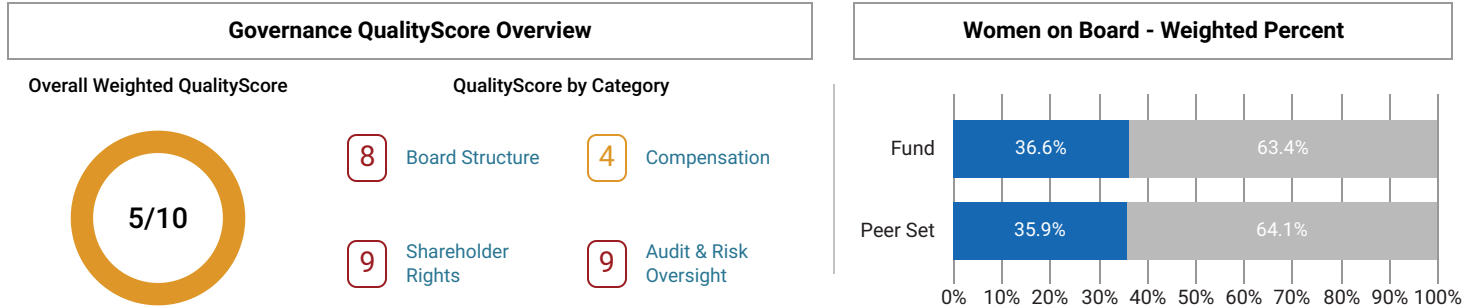 Governance QualityScore Overview
Overall Weighted QualityScore
QualityScore by Category
5/10
8 Board Structure
4 Compensation
9 Shareholder
Rights
9 Audit & Risk
Oversight
Women on Board - Weighted Percent
Fund 36.6% 63.4%
Peer Set 35.9% 64.1%
0% 10% 20% 30% 40% 50% 60% 70% 80% 90% 100%